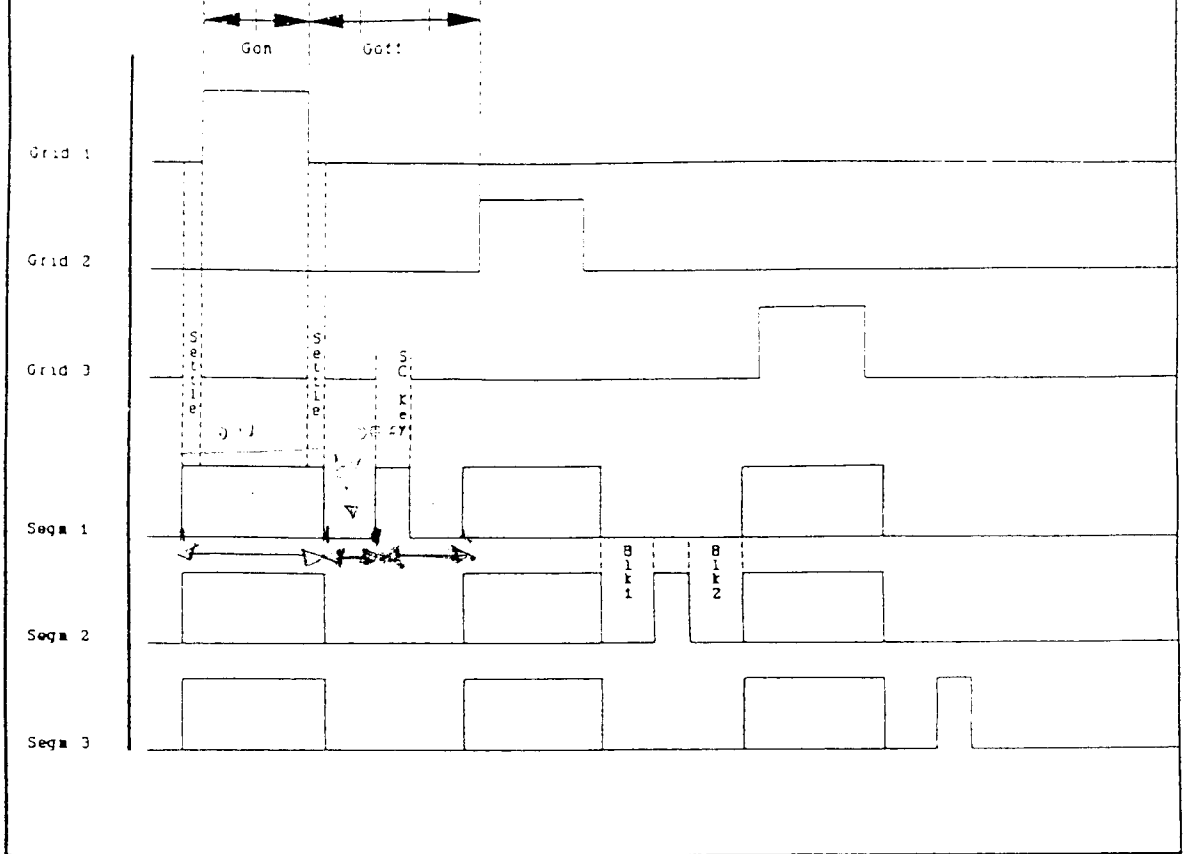 Gon Goff
Grid 1
Grid 2
Grid 3
Settle
Settle
SC key
Segm 1
Blk1
Blk2
Segm 2
Segm 3